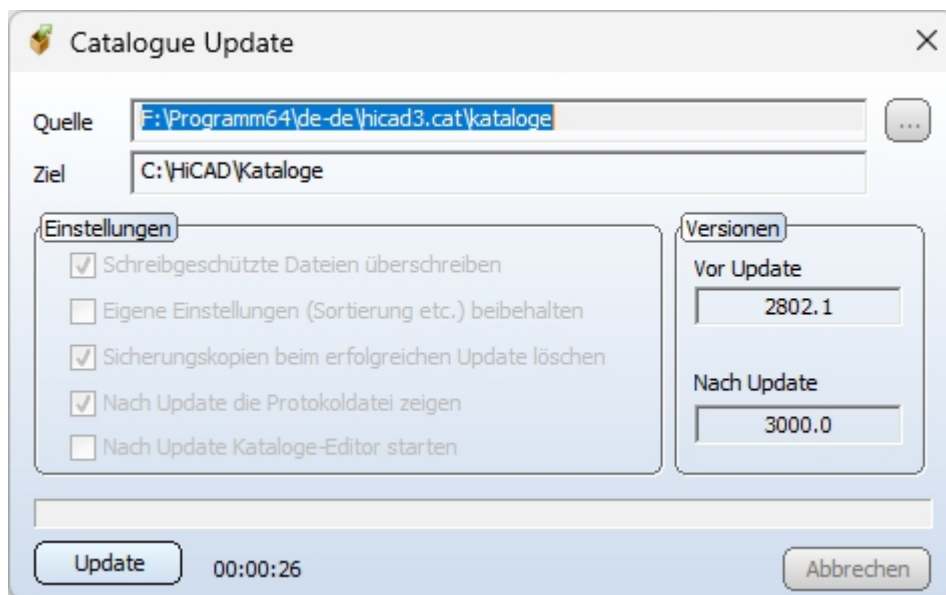 Catalogue Update
Quelle F:\Programm64\de-de\hicad3.cat\kataloge ...
Ziel C:\HiCAD\Kataloge
Einstellungen
Schreibgeschützte Dateien überschreiben
Eigene Einstellungen (Sortierung etc.) beibehalten
Sicherungskopien beim erfolgreichen Update löschen
Nach Update die Protokoldatei zeigen
Nach Update Kataloge-Editor starten
Versionen
Vor Update
2802.1
Nach Update
3000.0
Update 00:00:26 Abbrechen